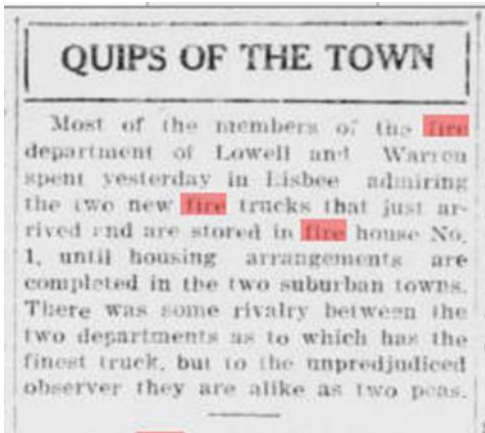 QUIPS OF THE TOWN
Most of the members of the fire
department of Lowell and Warren
spent yesterday in Lisbee admiring
the two new fire trucks that just ar-
rived and are stored in fire house No.
1, until housing arrangements are
completed in the two suburban towns.
There was some rivalry between the
two departments as to which has the
finest truck, but to the unpredjudiced
observer they are alike as two peas.